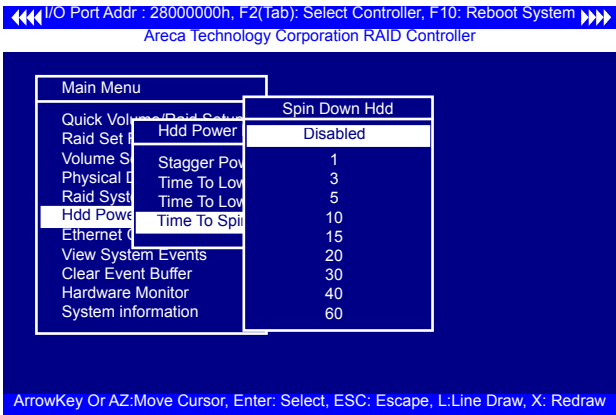 I/O Port Addr : 28000000h, F2(Tab): Select Controller, F10: Reboot System
Areca Technology Corporation RAID Controller
Main Menu
Quick Volume/Raid Setup
Raid Set
Volume
Physical
Raid Syst
Hdd Powe
Ethernet
View System Events
Clear Event Buffer
Hardware Monitor
System information
Hdd Power
Stagger Pow
Time To Low
Time To Low
Time To Spi
Spin Down Hdd
Disabled
1
3
5
10
15
20
30
40
60
ArrowKey Or AZ:Move Cursor, Enter: Select, ESC: Escape, L:Line Draw, X: Redraw